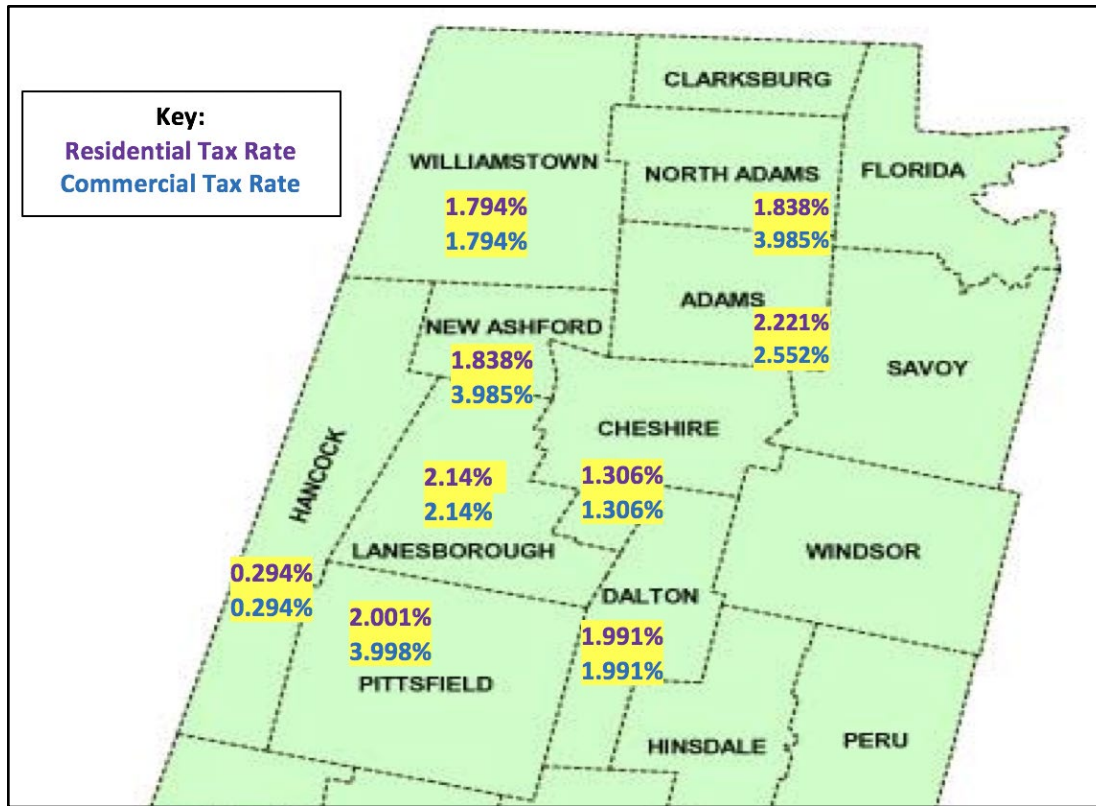 Key:
Residential Tax Rate
Commercial Tax Rate
CLARKSBURG
WILLIAMSTOWN
1.794%
1.794%
NORTH ADAMS
1.838%
3.985%
FLORIDA
ADAMS
2.221%
2.552%
NEW ASHFORD
1.838%
3.985%
SAVOY
CHESHIRE
1.306%
1.306%
HANCOCK
0.294%
0.294%
2.14%
2.14%
LANESBOROUGH
WINDSOR
DALTON
1.991%
1.991%
2.001%
3.998%
PITTSFIELD
HINSDALE
PERU